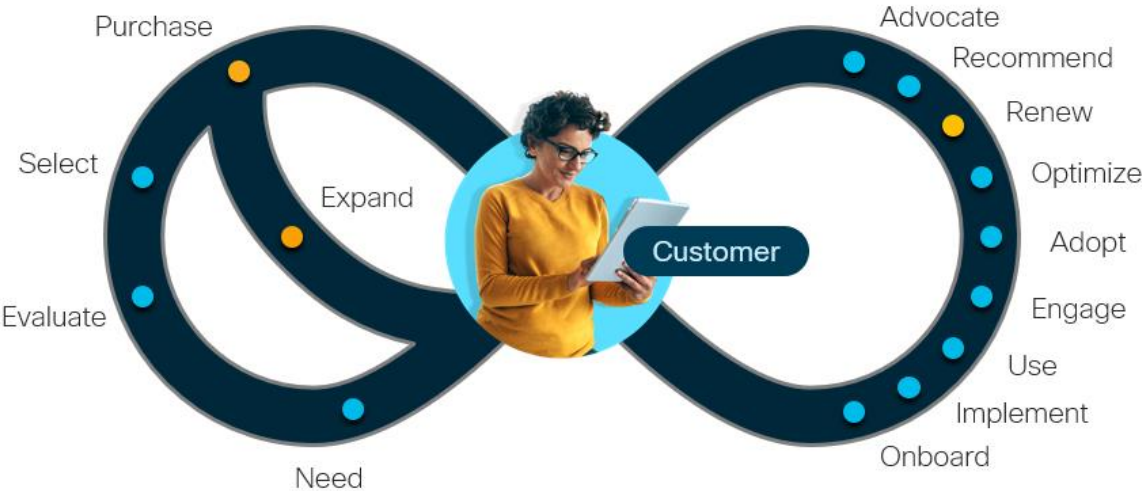 Purchase
Select
Expand
Evaluate
Need
Customer
Advocate
Recommend
Renew
Optimize
Adopt
Engage
Use
Implement
Onboard